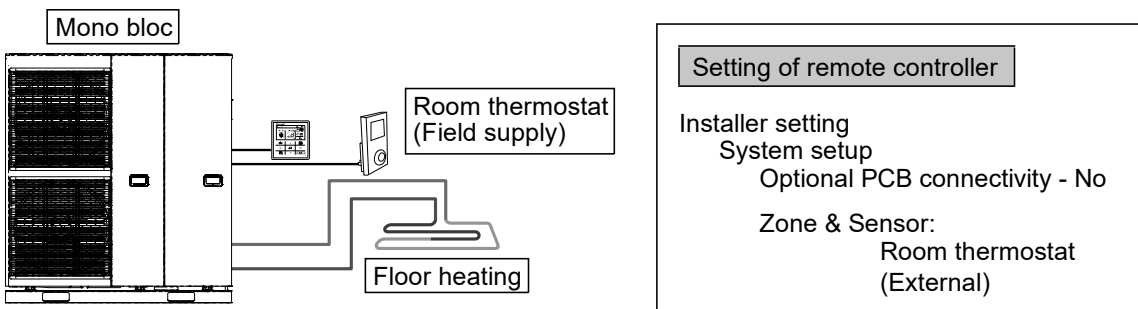 Mono bloc
Room thermostat
(Field supply)
Floor heating
Setting of remote controller
Installer setting
System setup
Optional PCB connectivity - No
Zone & Sensor:
Room thermostat
(External)